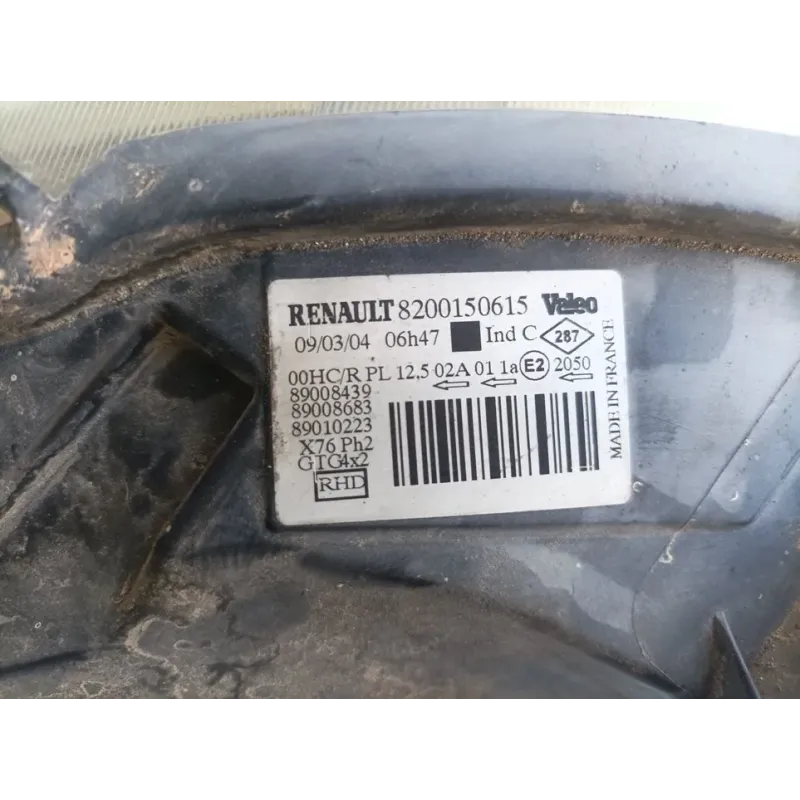 RENAULT 8200150615 Valeo
09/03/04 06h47 Ind C 287
00HC/R PL 12,5 02A 01 1a E2 2050
89008439
89008683
89010223
X76 Ph2
GTG4x2
RHD
MADE IN FRANCE